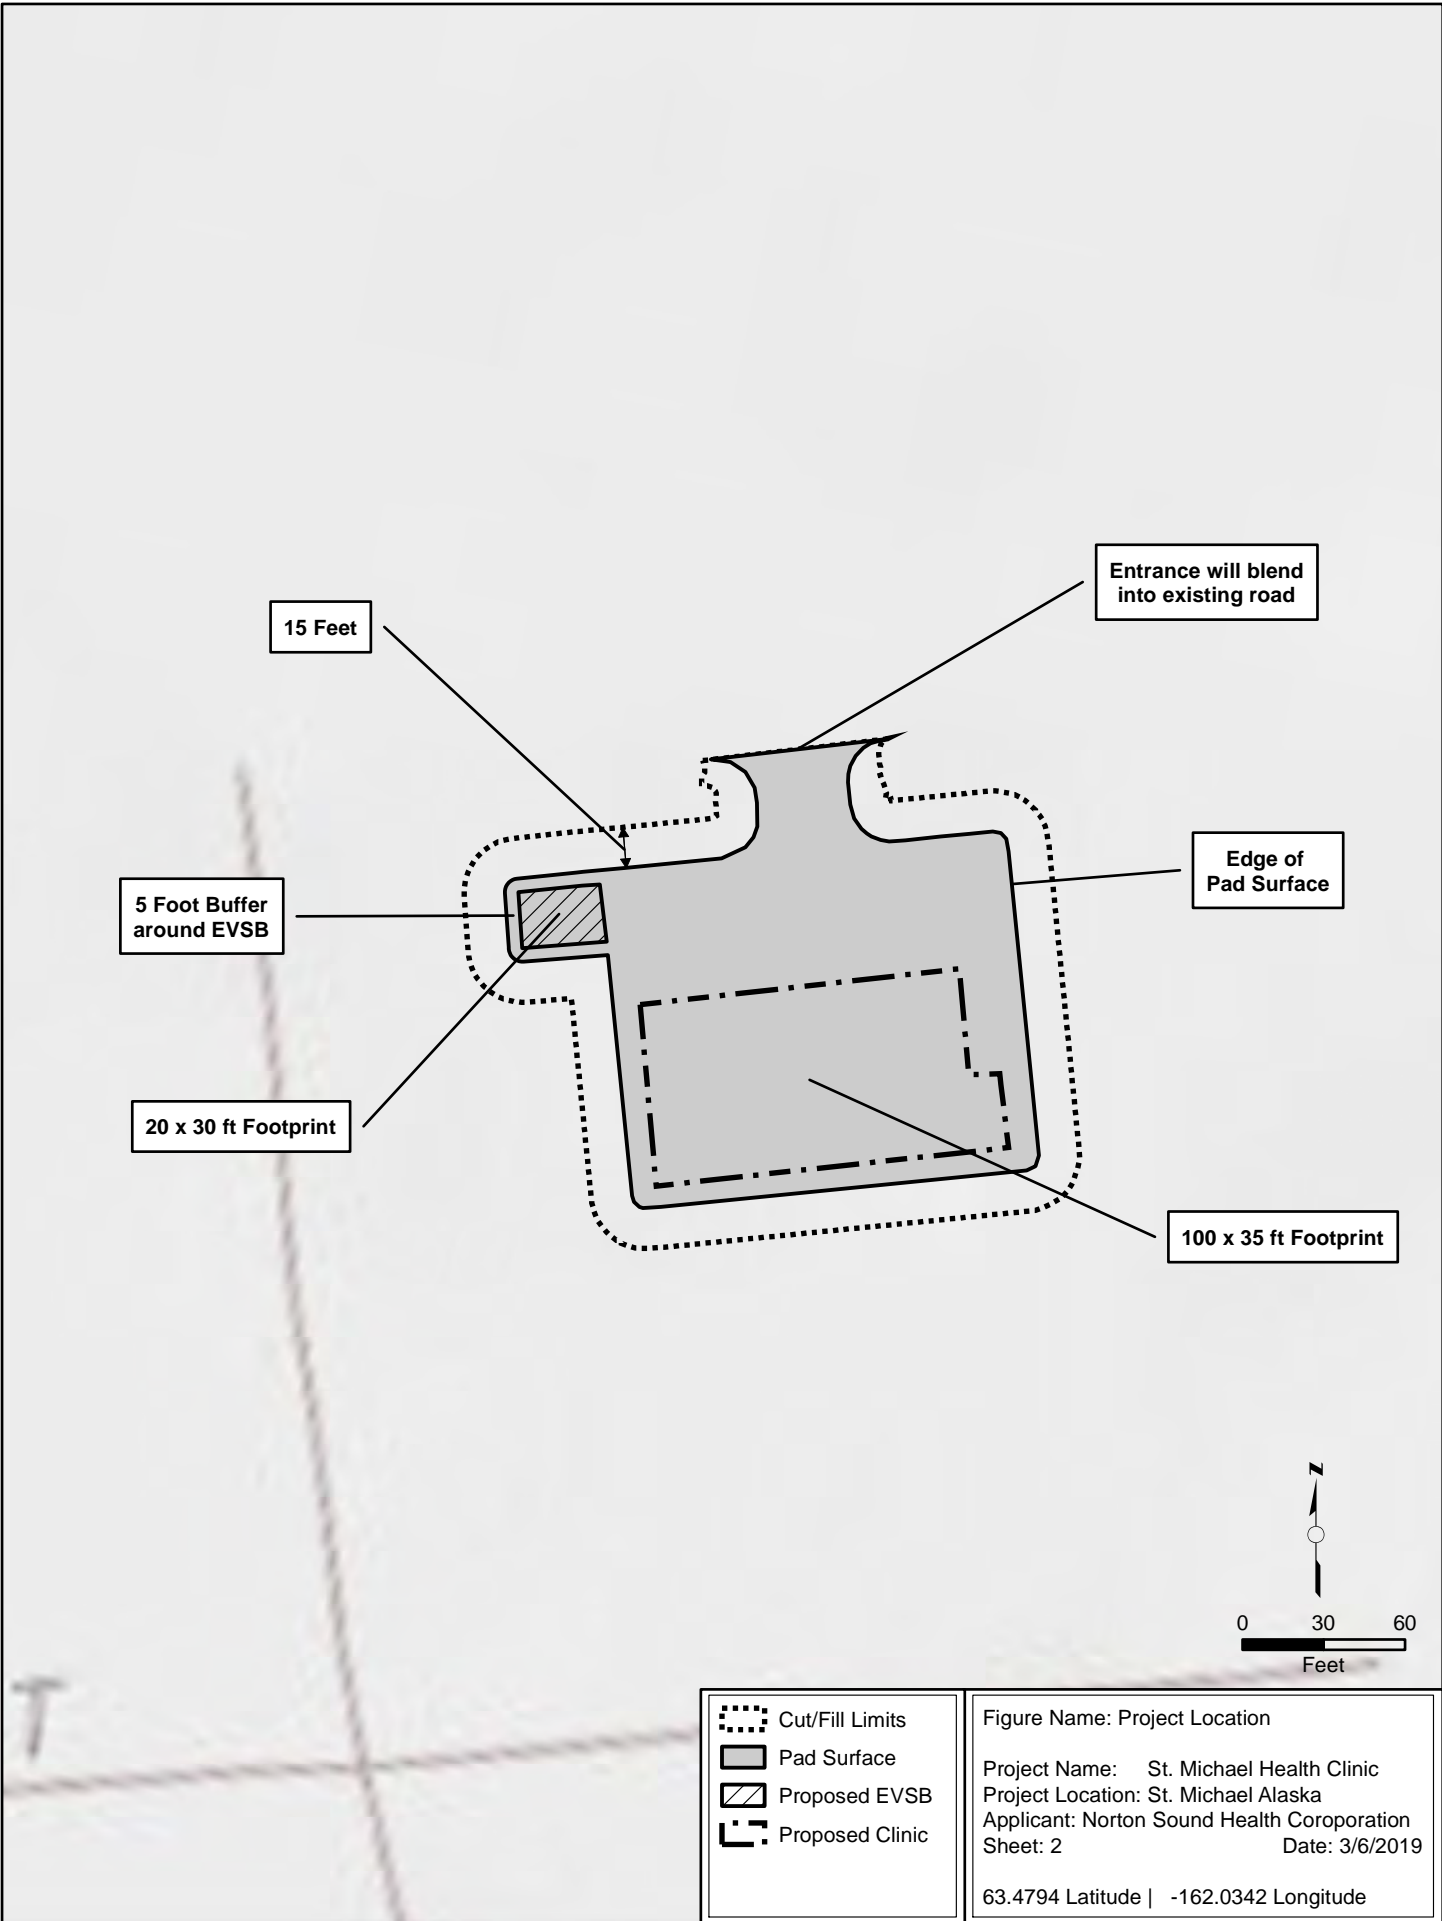 Entrance will blend
into existing road
15 Feet
Edge of
Pad Surface
5 Foot Buffer
around EVSB
20 x 30 ft Footprint
100 x 35 ft Footprint
N
0 30 60
Feet
T
Cut/Fill Limits
Pad Surface
Proposed EVSB
Proposed Clinic
Figure Name: Project Location
Project Name: St. Michael Health Clinic
Project Location: St. Michael Alaska
Applicant: Norton Sound Health Coroporation
Sheet: 2 Date: 3/6/2019
63.4794 Latitude | -162.0342 Longitude